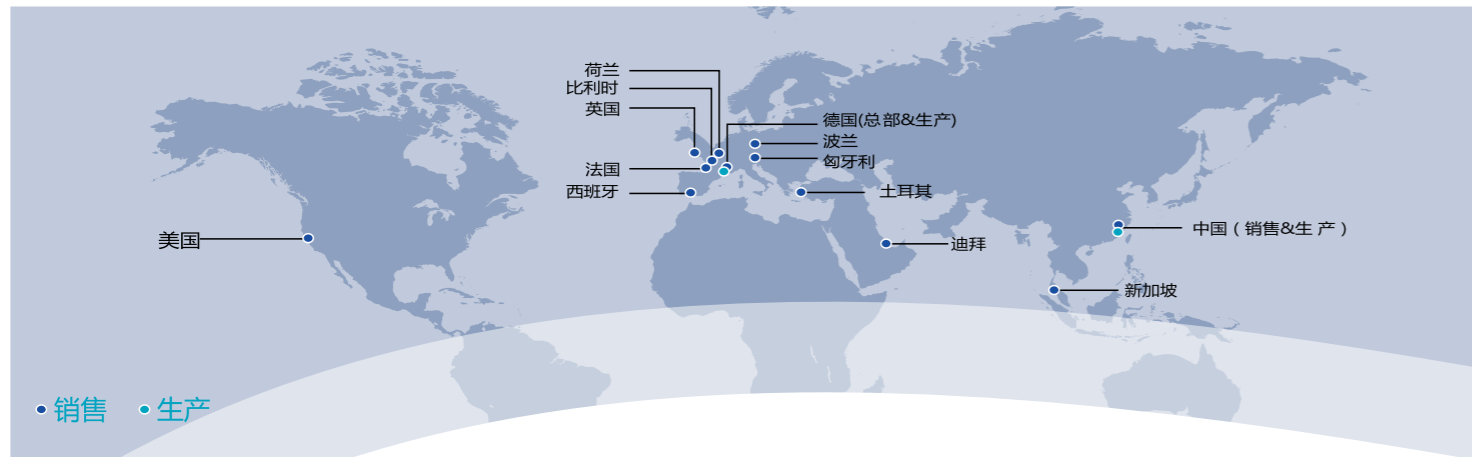 荷兰
比利时
英国
德国(总部&生产)
波兰
匈牙利
法国
西班牙
土耳其
美国
中国（销售&生产）
迪拜
新加坡
销售
生产